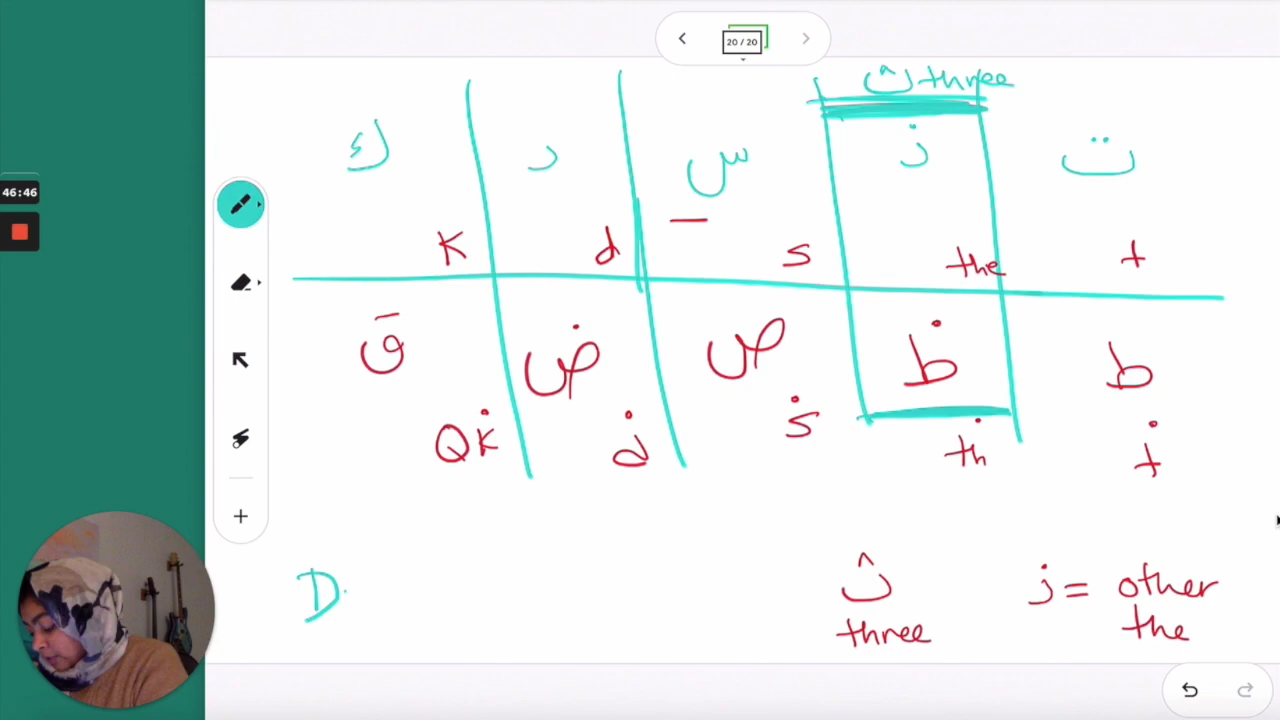 20 / 20
46:46
ث three
ت ذ س د ك
k d s the t
ط ظ ص ض ق
Qk̇ ḋ ṡ th ṫ
D
ث ذ = other
three the